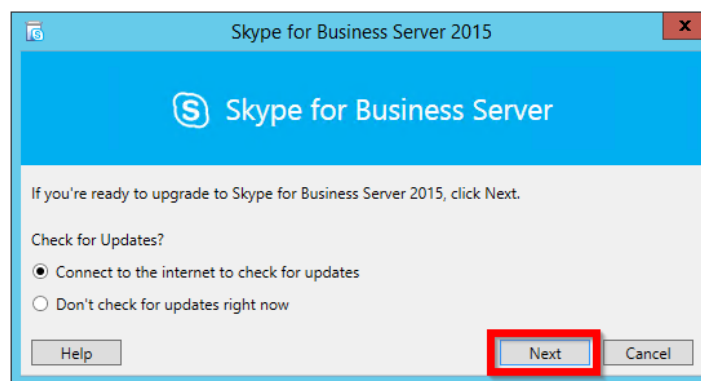 Skype for Business Server 2015
x
S Skype for Business Server
If you're ready to upgrade to Skype for Business Server 2015, click Next.
Check for Updates?
Connect to the internet to check for updates
Don't check for updates right now
Help Next Cancel